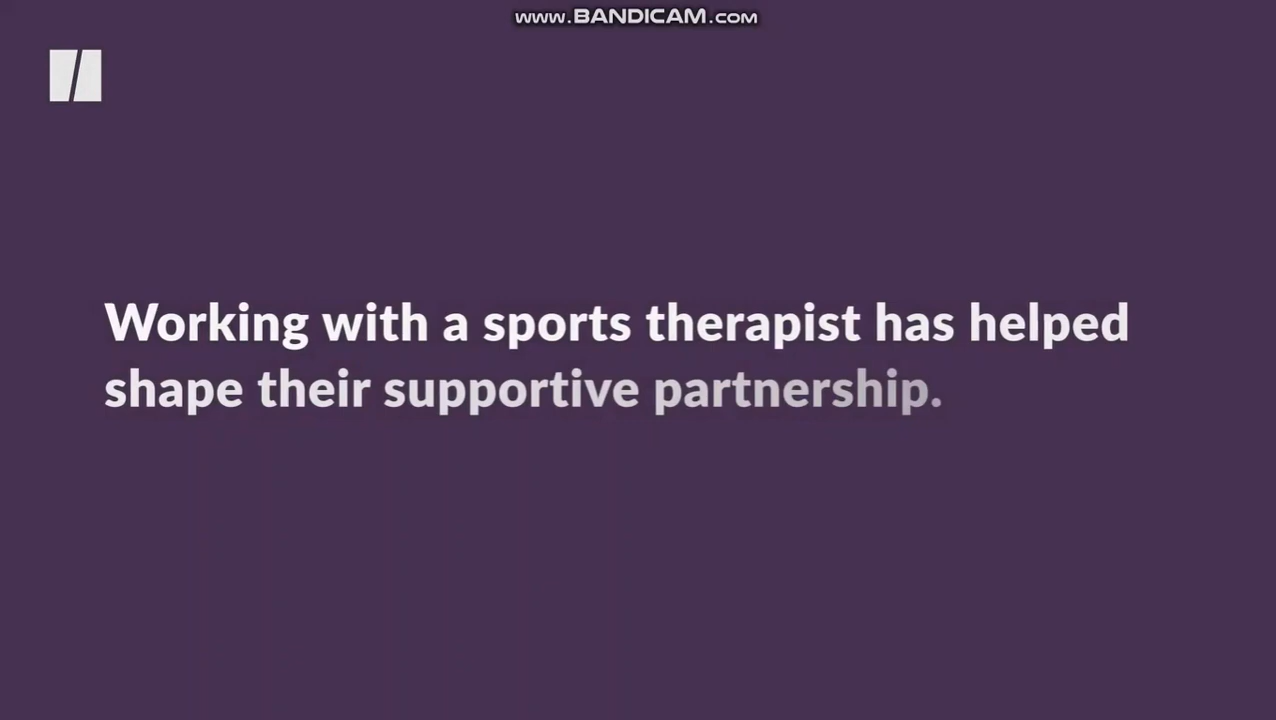 www.BANDICAM.com
Working with a sports therapist has helped
shape their supportive partnership.